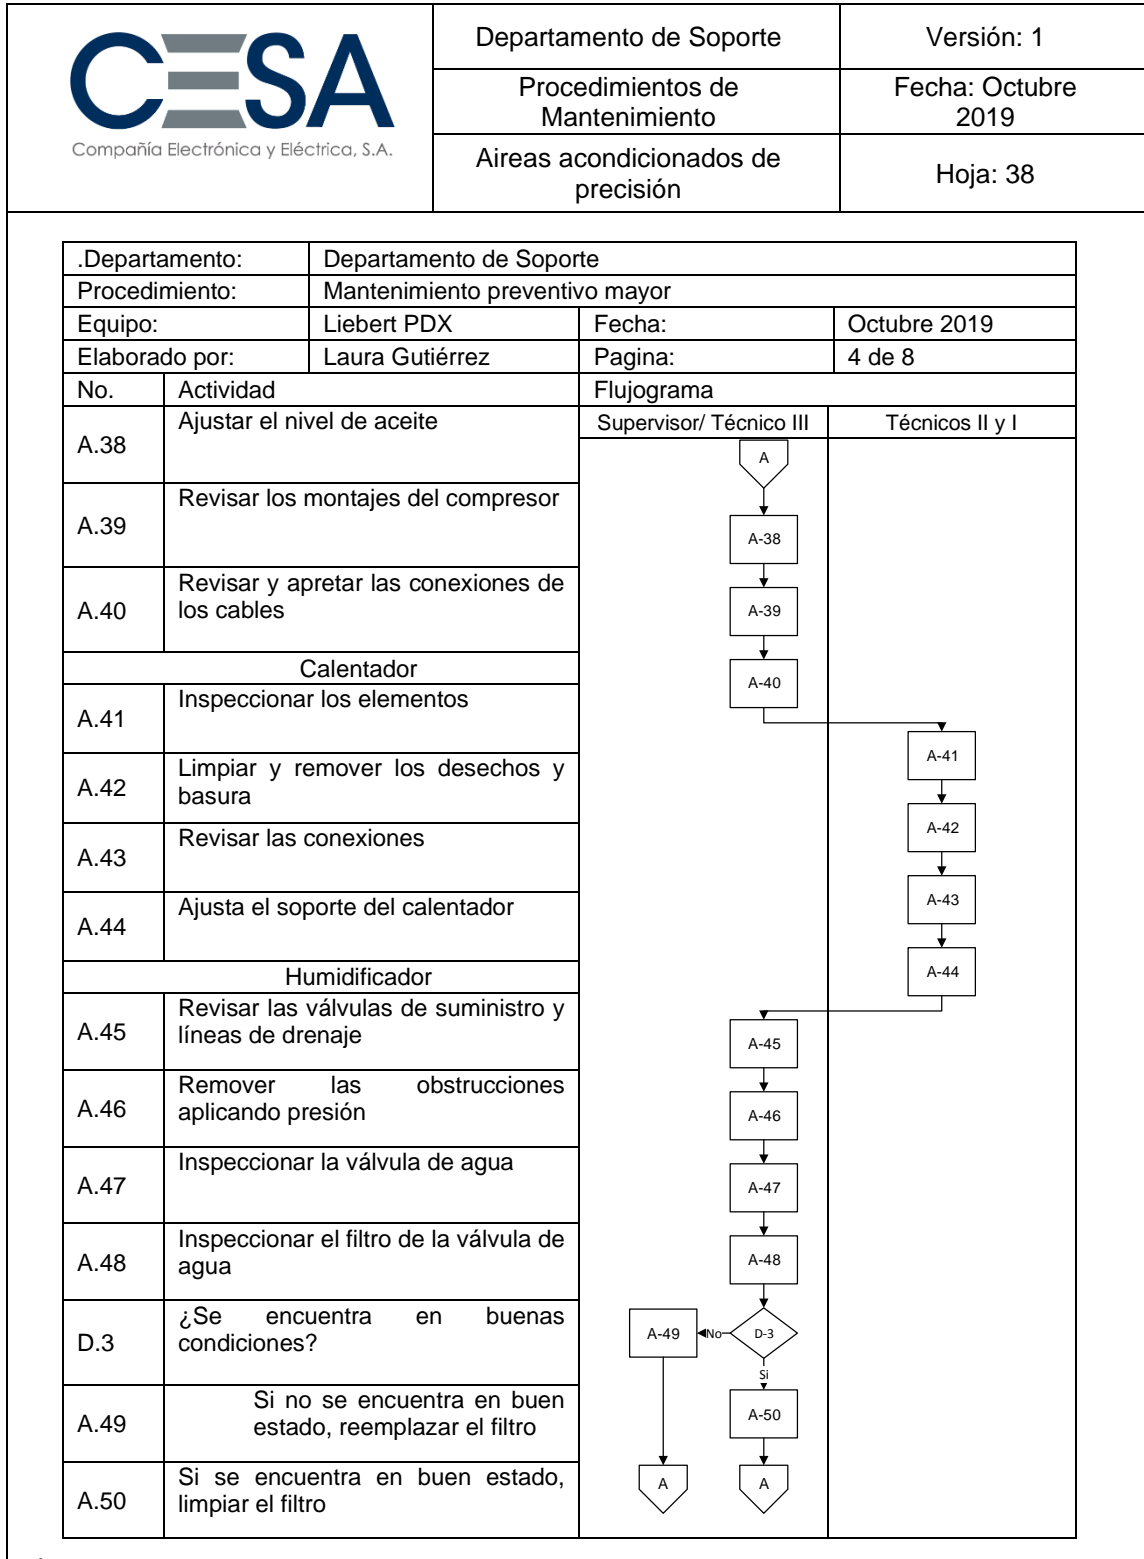 CESA
Compañía Electrónica y Eléctrica, S.A.
Departamento de Soporte
Versión: 1
Procedimientos de
Mantenimiento
Fecha: Octubre
2019
Aireas acondicionados de
precisión
Hoja: 38
.Departamento:
Departamento de Soporte
Procedimiento:
Mantenimiento preventivo mayor
Equipo:
Liebert PDX
Fecha:
Octubre 2019
Elaborado por:
Laura Gutiérrez
Pagina:
4 de 8
No.
Actividad
Flujograma
Supervisor/ Técnico III
Técnicos II y I
A.38
Ajustar el nivel de aceite
A.39
Revisar los montajes del compresor
A.40
Revisar y apretar las conexiones de
los cables
Calentador
A.41
Inspeccionar los elementos
A.42
Limpiar y remover los desechos y
basura
A.43
Revisar las conexiones
A.44
Ajusta el soporte del calentador
Humidificador
A.45
Revisar las válvulas de suministro y
líneas de drenaje
A.46
Remover las obstrucciones
aplicando presión
A.47
Inspeccionar la válvula de agua
A.48
Inspeccionar el filtro de la válvula de
agua
D.3
¿Se encuentra en buenas
condiciones?
A.49
Si no se encuentra en buen
estado, reemplazar el filtro
A.50
Si se encuentra en buen estado,
limpiar el filtro
A
A-38
A-39
A-40
A-41
A-42
A-43
A-44
A-45
A-46
A-47
A-48
A-49
No
D-3
Si
A-50
A
A